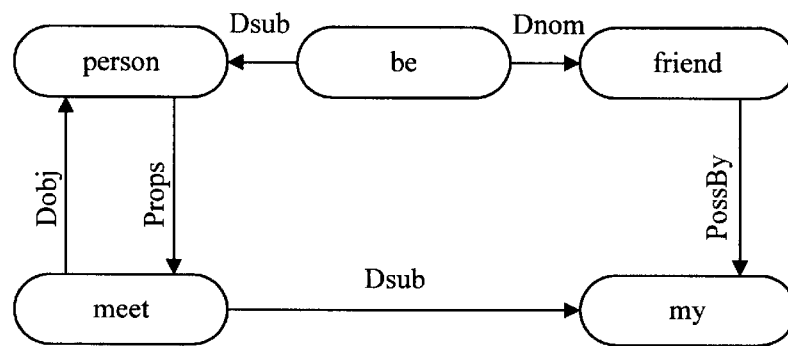 Dsub
Dnom
person
be
friend
Dobj
Props
PossBy
Dsub
meet
my